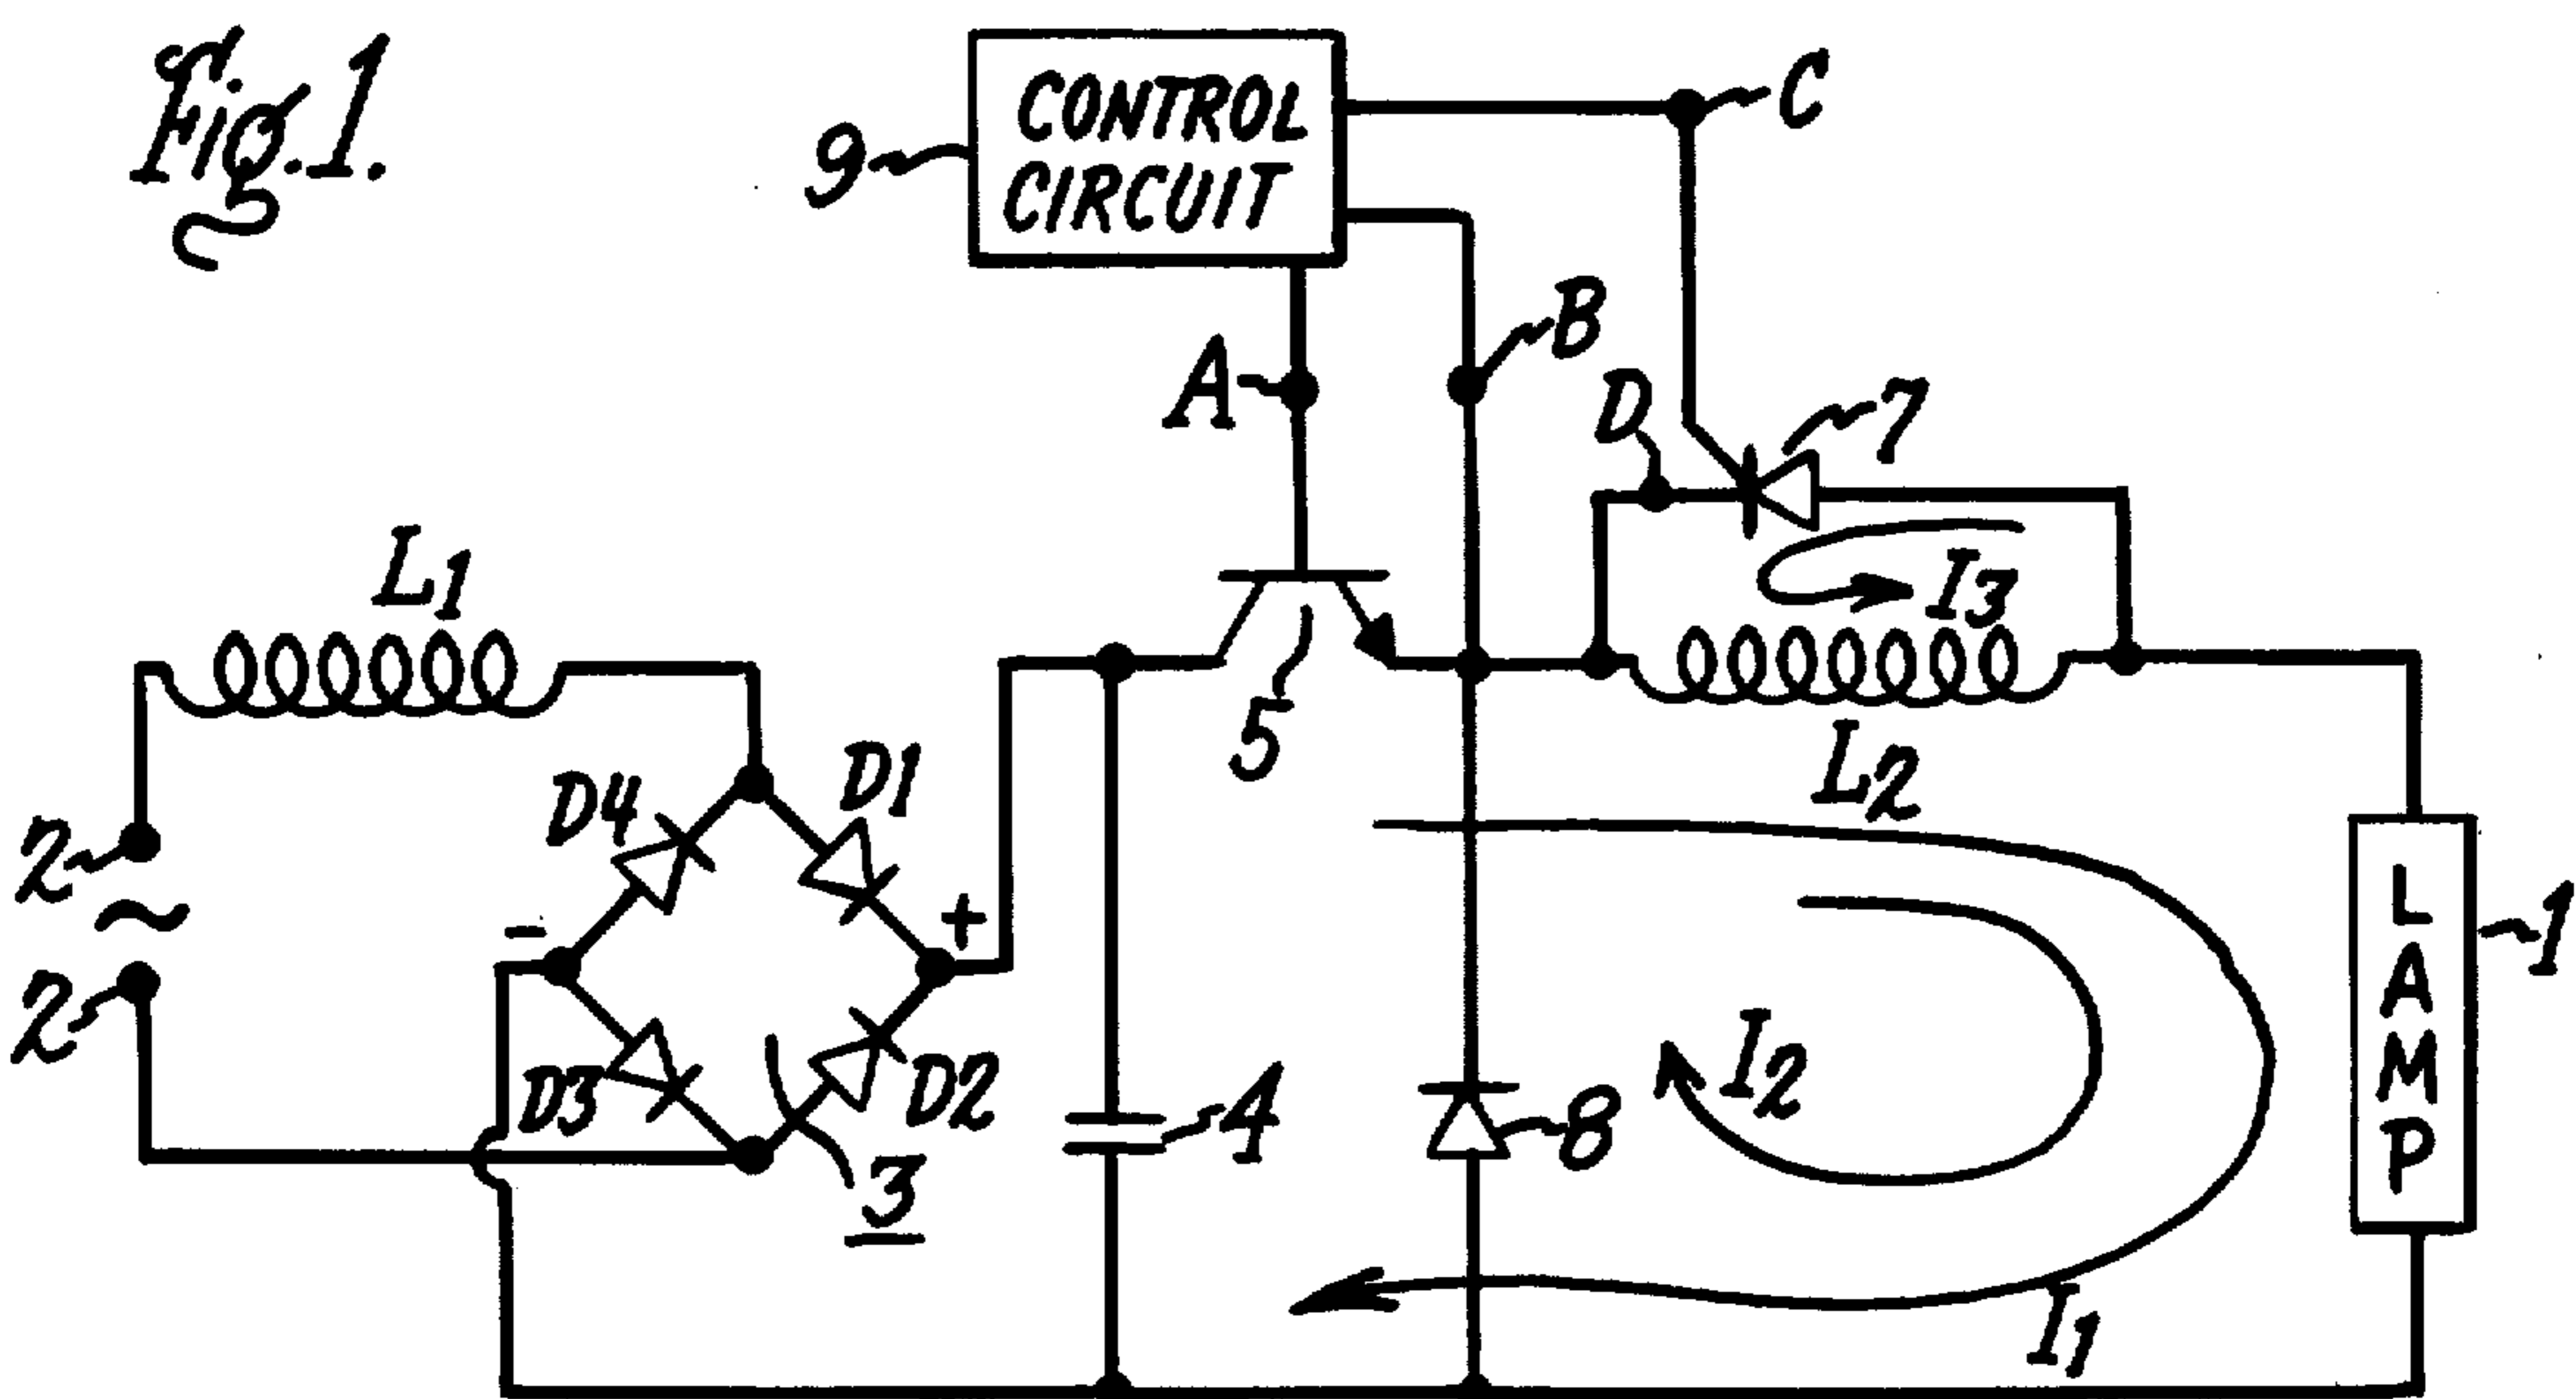 Fig. 1.
9
CONTROL
CIRCUIT
C
B
A
D
7
L1
I3
5
L2
D4
D1
2
~
2
-
+
D3
D2
3
4
8
I2
LAMP
1
I1